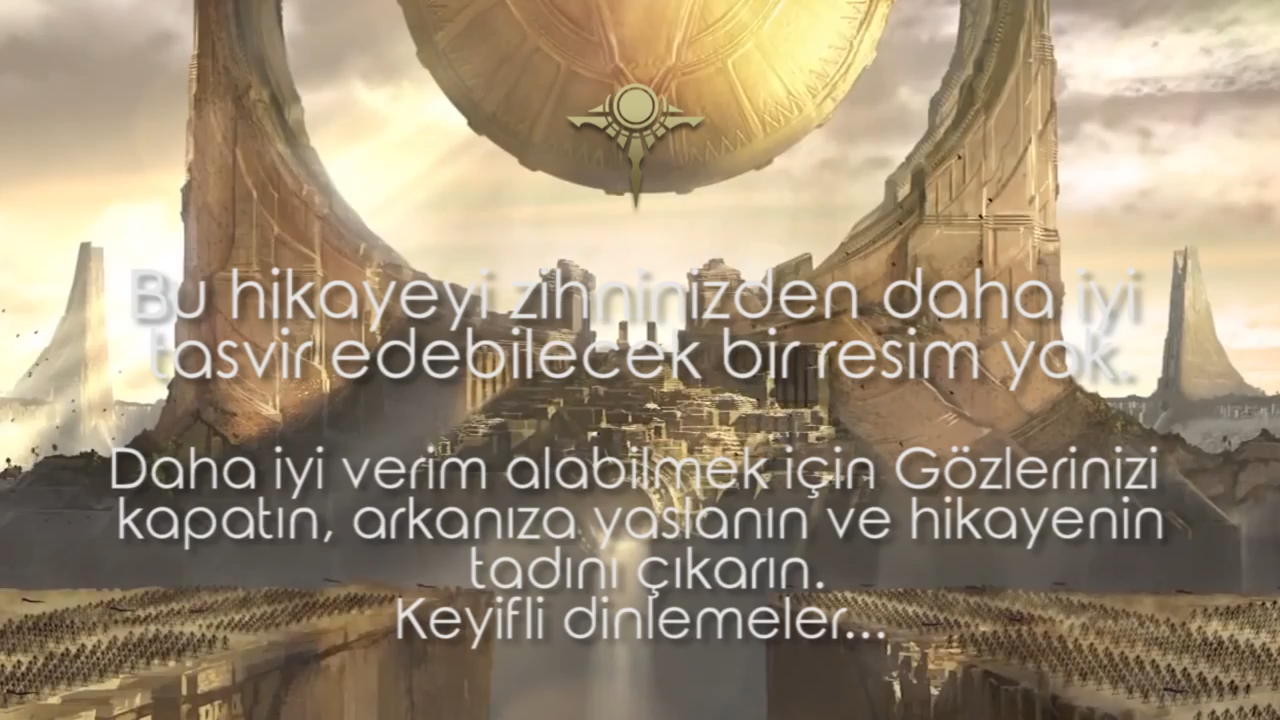 Bu hikayeyi zihninizden daha iyi
tasvir edebilecek bir resim yok.
Daha iyi verim alabilmek için Gözlerinizi
kapatın, arkanıza yaslanın ve hikayenin
tadını çıkarın.
Keyifli dinlemeler...